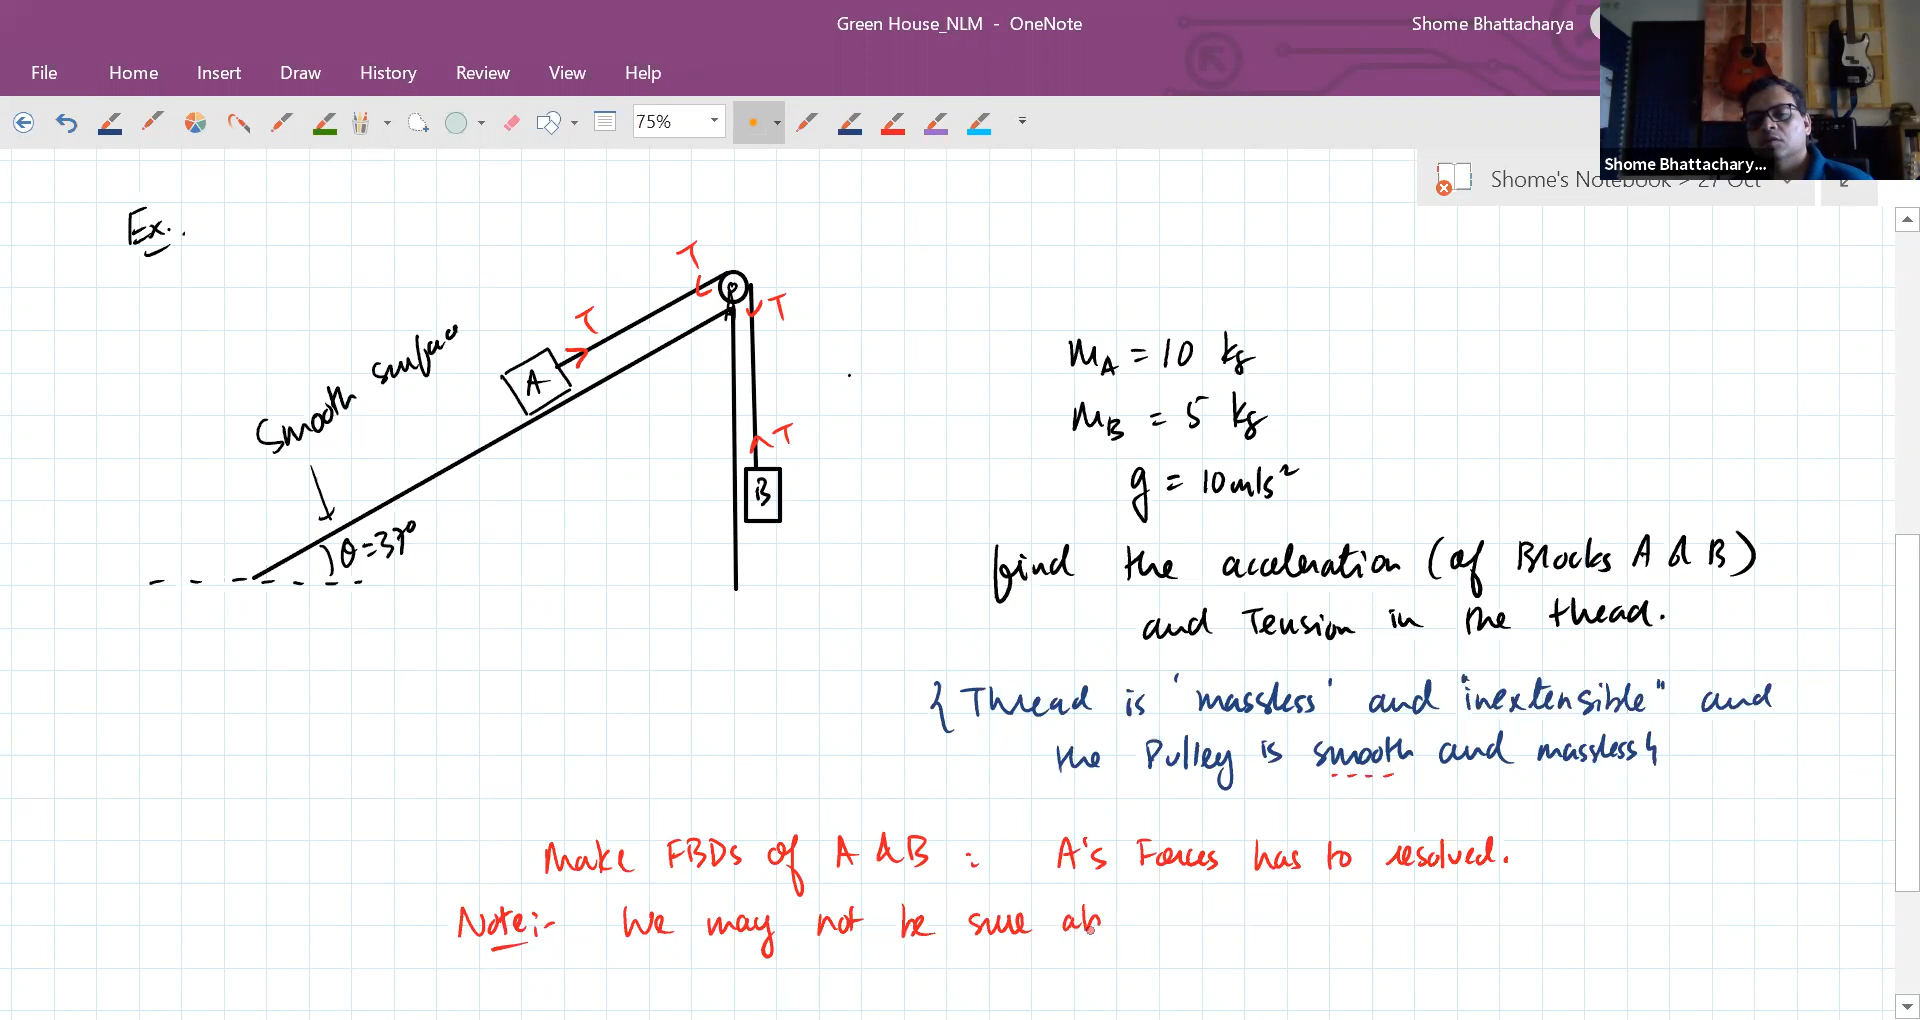 Green House_NLM - OneNote
Shome Bhattacharya
File Home Insert Draw History Review View Help
75%
Shome Bhattachary...
Shome's Notebook > 27 Oct
Ex.
T
T
T
T
A
B
Smooth surface
θ=37°
mA = 10 kg
mB = 5 kg
g = 10m/s²
find the acceleration (of Blocks A & B)
and Tension in the thead.
{Thread is 'massless' and "inextensible" and
the Pulley is smooth and massless}
Make FBDs of A & B : A's Forces has to resolved.
Note:- We may not be sure ab